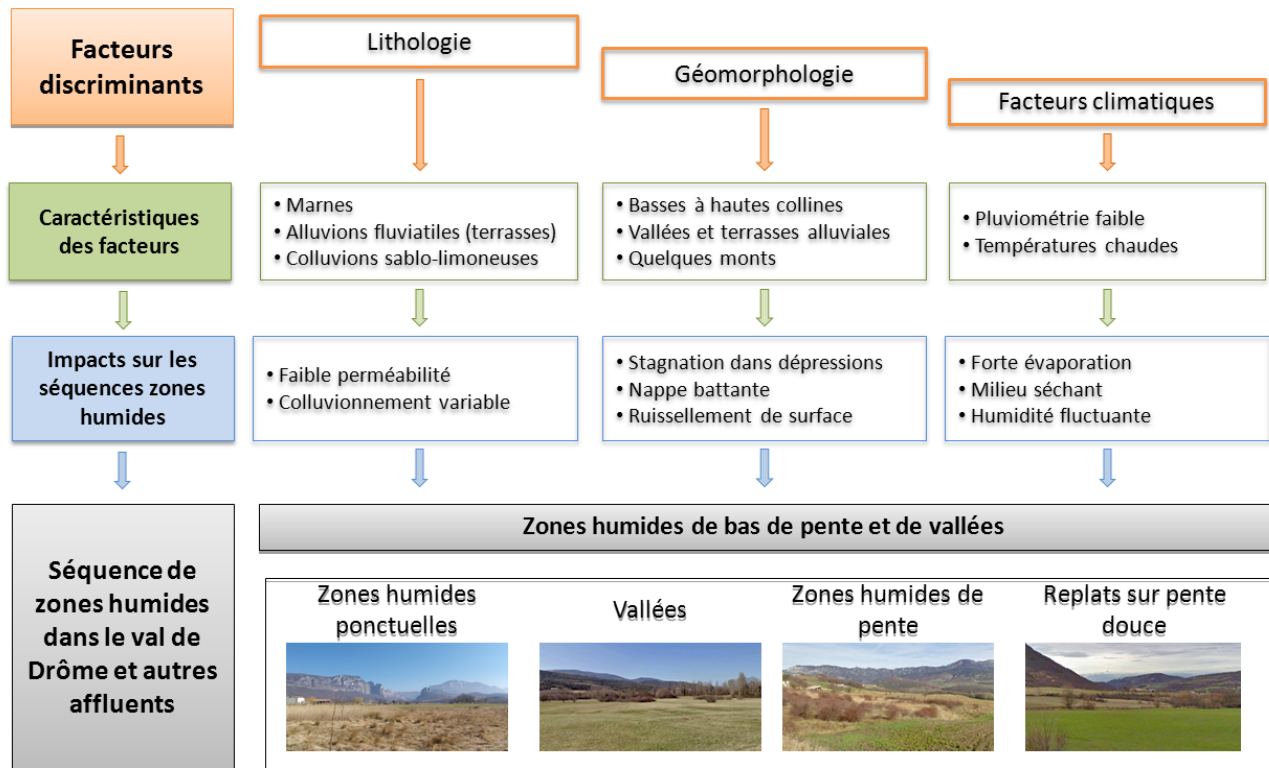 Facteurs
discriminants
Lithologie
Géomorphologie
Facteurs climatiques
Caractéristiques
des facteurs
• Marnes
• Alluvions fluviatiles (terrasses)
• Colluvions sablo-limoneuses
• Basses à hautes collines
• Vallées et terrasses alluviales
• Quelques monts
• Pluviométrie faible
• Températures chaudes
Impacts sur les
séquences zones
humides
• Faible perméabilité
• Colluvionnement variable
• Stagnation dans dépressions
• Nappe battante
• Ruissellement de surface
• Forte évaporation
• Milieu séchant
• Humidité fluctuante
Séquence de
zones humides
dans le val de
Drôme et autres
affluents
Zones humides de bas de pente et de vallées
Zones humides
ponctuelles
Vallées
Zones humides de
pente
Replats sur pente
douce